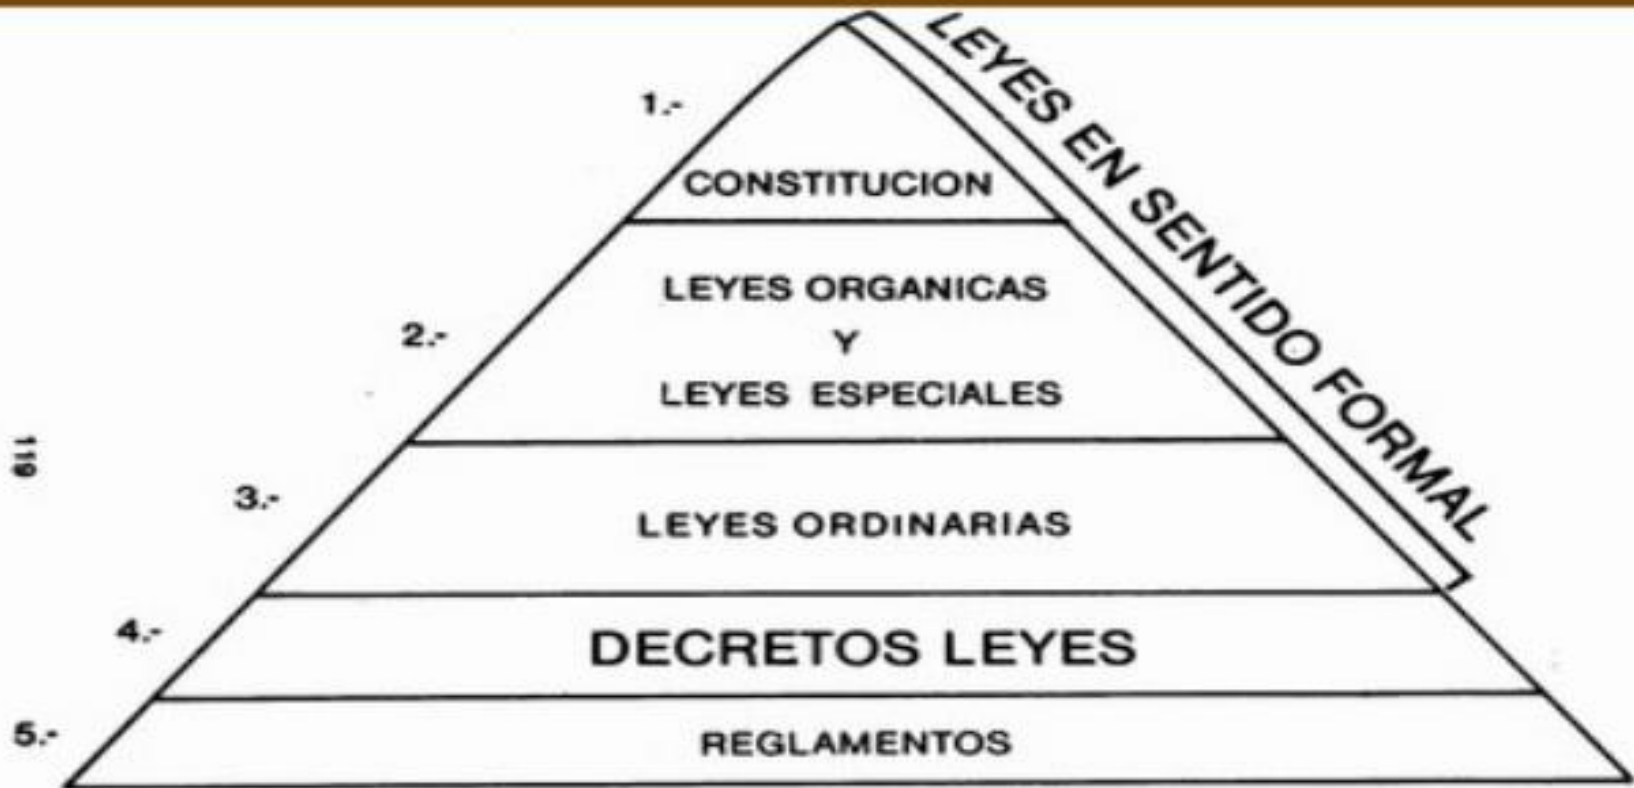 LEYES EN SENTIDO FORMAL
1.-
CONSTITUCION
2.-
LEYES ORGANICAS
Y
LEYES ESPECIALES
3.-
LEYES ORDINARIAS
4.-
DECRETOS LEYES
5.-
REGLAMENTOS
119